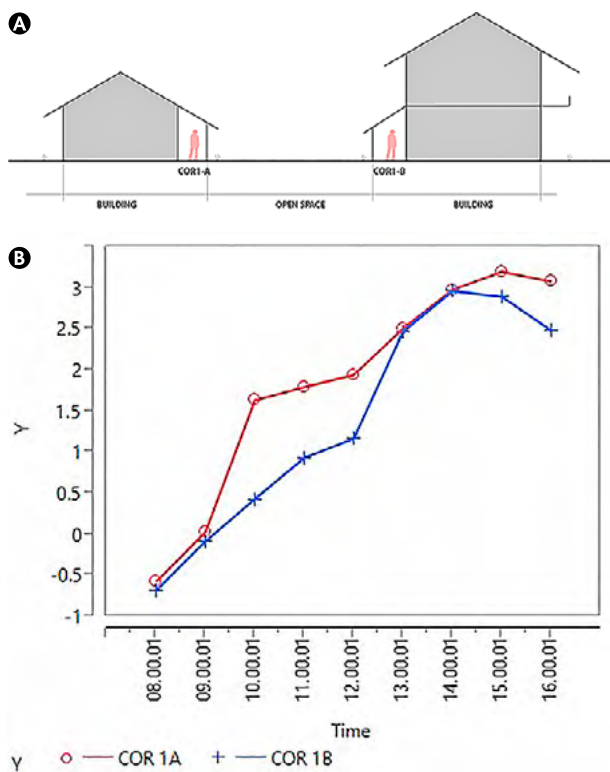 A
COR1-A
COR1-B
BUILDING
OPEN SPACE
BUILDING
B
3
2.5
2
1.5
1
0.5
0
-0.5
-1
Y
08.00.01
09.00.01
10.00.01
11.00.01
12.00.01
13.00.01
14.00.01
15.00.01
16.00.01
Time
Y COR 1A COR 1B